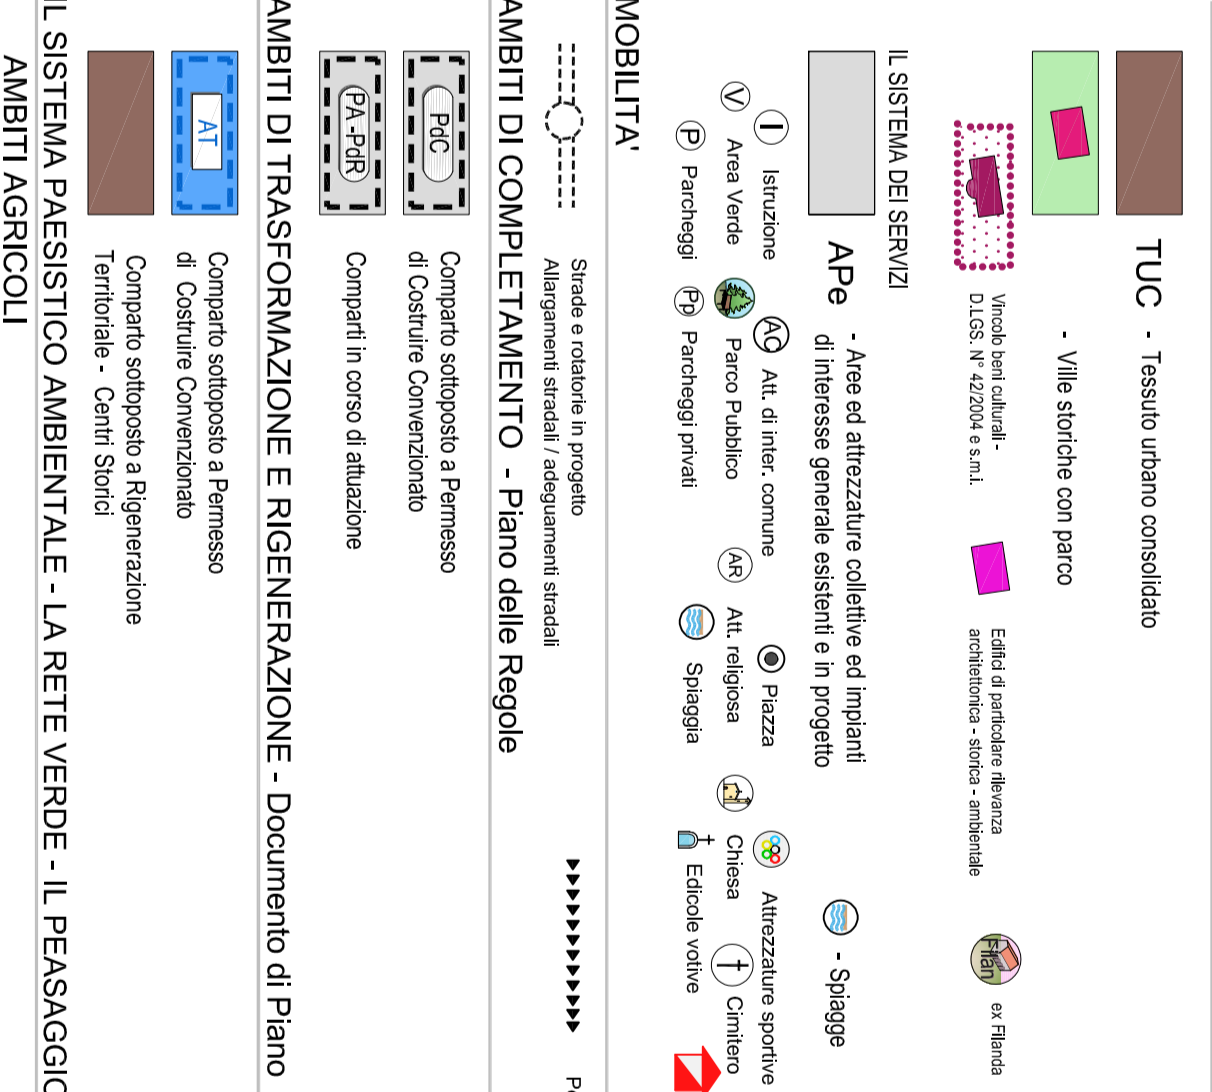 TUC - Tessuto urbano consolidato
- Ville storiche con parco
Vincolo beni culturali -
D.LGS. N° 42/2004 e s.m.i.
Edifici di particolare rilevanza
architettonica - storica - ambientale
Filan
ex Filanda
IL SISTEMA DEI SERVIZI
APe - Aree ed attrezzature collettive ed impianti
di interesse generale esistenti e in progetto
- Spiagge
I Istruzione
AC Att. di inter. comune
Piazza
Attrezzature sportive
V Area Verde
Parco Pubblico
AR Att. religiosa
Chiesa
Cimitero
P Parcheggi
Pp Parcheggi privati
Spiaggia
Edicole votive
MOBILITA'
Strade e rotatorie in progetto
Allargamenti stradali / adeguamenti stradali
AMBITI DI COMPLETAMENTO - Piano delle Regole
PdC
Comparto sottoposto a Permesso
di Costruire Convenzionato
PA -PdR
Comparti in corso di attuazione
AMBITI DI TRASFORMAZIONE E RIGENERAZIONE - Documento di Piano
AT
Comparto sottoposto a Permesso
di Costruire Convenzionato
Comparto sottoposto a Rigenerazione
Territoriale - Centri Storici
IL SISTEMA PAESISTICO AMBIENTALE - LA RETE VERDE - IL PEASAGGIO
AMBITI AGRICOLI